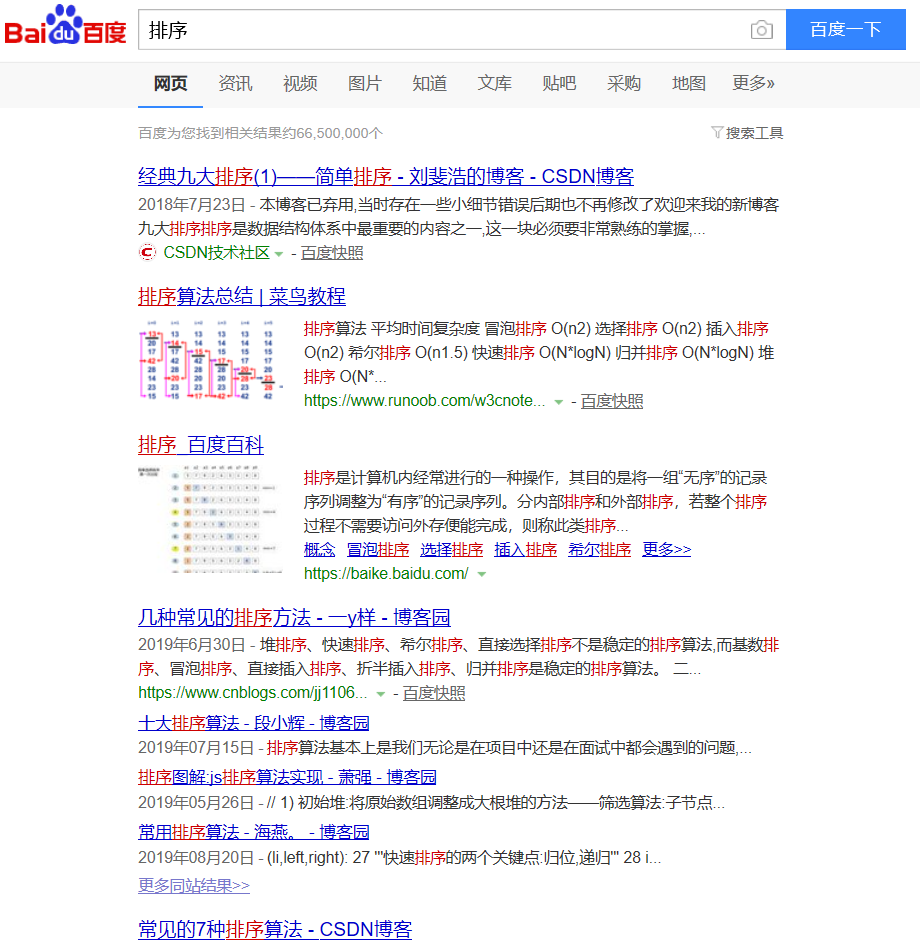 Bai du 百度
排序
百度一下
网页 资讯 视频 图片 知道 文库 贴吧 采购 地图 更多»
百度为您找到相关结果约66,500,000个
搜索工具
经典九大排序(1)——简单排序 - 刘斐浩的博客 - CSDN博客
2018年7月23日 - 本博客已弃用,当时存在一些小细节错误后期也不再修改了欢迎来我的新博客
九大排序排序是数据结构体系中最重要的内容之一,这一块必须要非常熟练的掌握,...
CSDN技术社区 - 百度快照
排序算法总结 | 菜鸟教程
排序算法 平均时间复杂度 冒泡排序 O(n2) 选择排序 O(n2) 插入排序
O(n2) 希尔排序 O(n1.5) 快速排序 O(N*logN) 归并排序 O(N*logN) 堆
排序 O(N*...
https://www.runoob.com/w3cnote... - 百度快照
排序_百度百科
排序是计算机内经常进行的一种操作，其目的是将一组“无序”的记录
序列调整为“有序”的记录序列。分内部排序和外部排序，若整个排序
过程不需要访问外存便能完成，则称此类排序...
概念 冒泡排序 选择排序 插入排序 希尔排序 更多>>
https://baike.baidu.com/
几种常见的排序方法 - 一y样 - 博客园
2019年6月30日 - 堆排序、快速排序、希尔排序、直接选择排序不是稳定的排序算法,而基数排
序、冒泡排序、直接插入排序、折半插入排序、归并排序是稳定的排序算法。 二...
https://www.cnblogs.com/jj1106... - 百度快照
十大排序算法 - 段小辉 - 博客园
2019年07月15日 - 排序算法基本上是我们无论是在项目中还是在面试中都会遇到的问题,...
排序图解:js排序算法实现 - 萧强 - 博客园
2019年05月26日 - // 1) 初始堆:将原始数组调整成大根堆的方法——筛选算法:子节点...
常用排序算法 - 海燕。 - 博客园
2019年08月20日 - (li,left,right): 27 '''快速排序的两个关键点:归位,递归''' 28 i...
更多同站结果>>
常见的7种排序算法 - CSDN博客